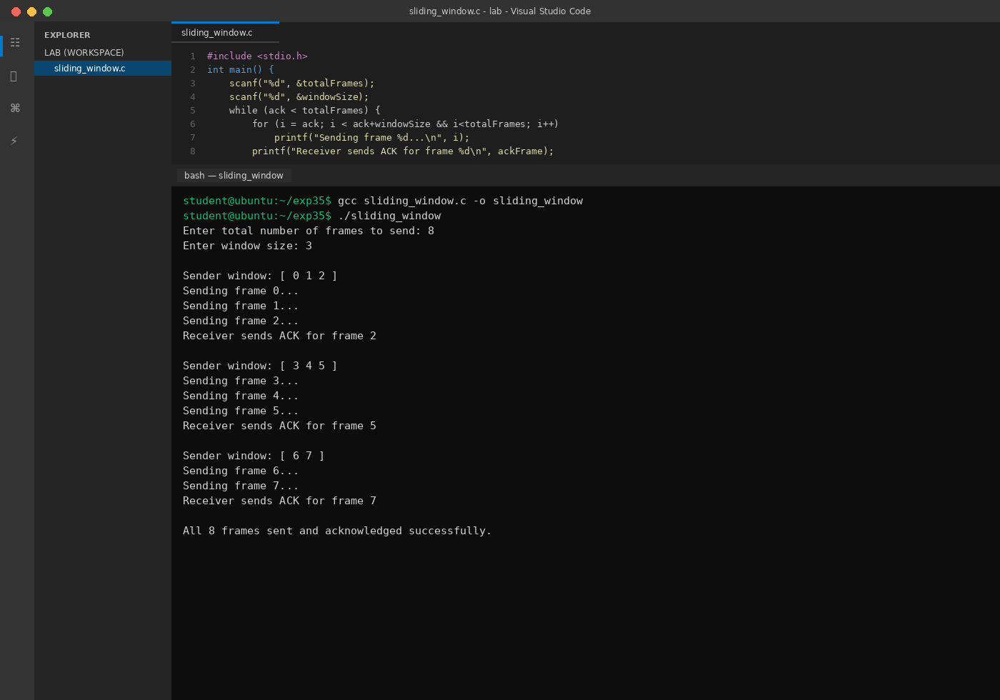 sliding_window.c - lab - Visual Studio Code
EXPLORER
LAB (WORKSPACE)
sliding_window.c
sliding_window.c
1 #include <stdio.h>
2 int main() {
3     scanf("%d", &totalFrames);
4     scanf("%d", &windowSize);
5     while (ack < totalFrames) {
6         for (i = ack; i < ack+windowSize && i<totalFrames; i++)
7             printf("Sending frame %d...\n", i);
8         printf("Receiver sends ACK for frame %d\n", ackFrame);
bash — sliding_window
student@ubuntu:~/exp35$ gcc sliding_window.c -o sliding_window
student@ubuntu:~/exp35$ ./sliding_window
Enter total number of frames to send: 8
Enter window size: 3
Sender window: [ 0 1 2 ]
Sending frame 0...
Sending frame 1...
Sending frame 2...
Receiver sends ACK for frame 2
Sender window: [ 3 4 5 ]
Sending frame 3...
Sending frame 4...
Sending frame 5...
Receiver sends ACK for frame 5
Sender window: [ 6 7 ]
Sending frame 6...
Sending frame 7...
Receiver sends ACK for frame 7
All 8 frames sent and acknowledged successfully.